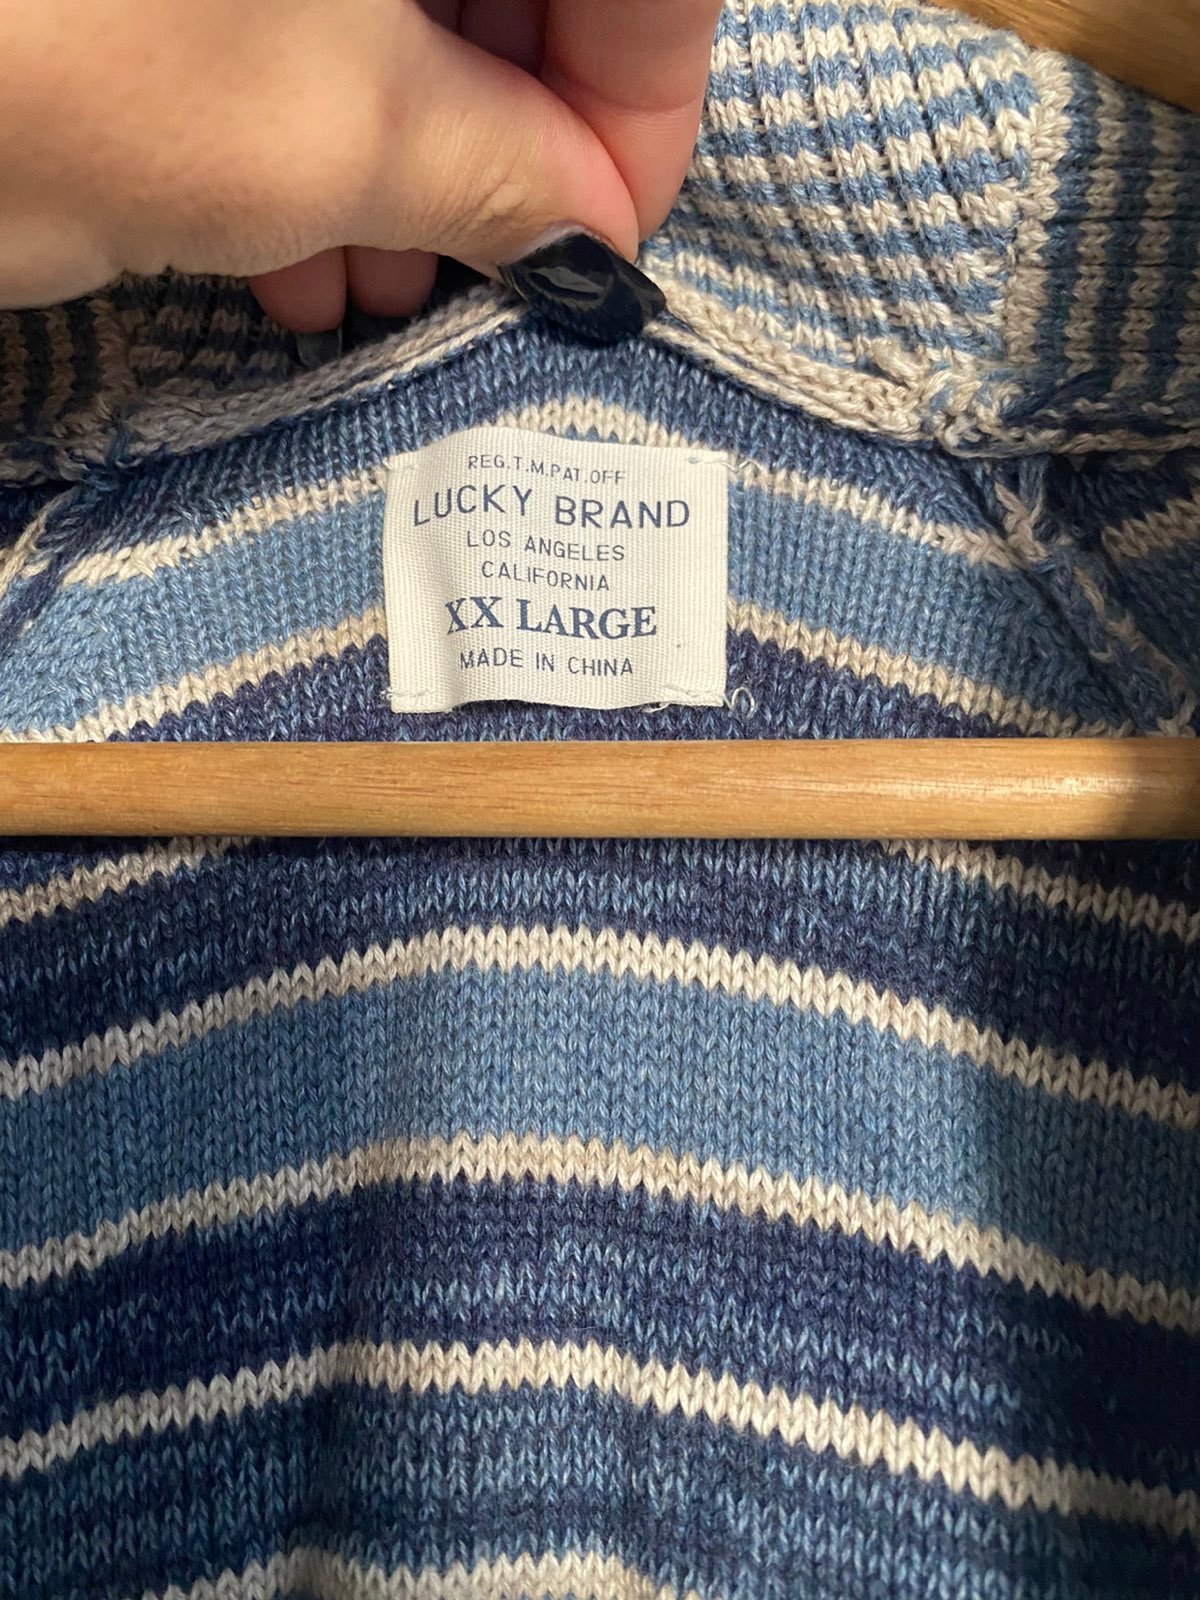 REG.T.M.PAT.OFF
LUCKY BRAND
LOS ANGELES
CALIFORNIA
XX LARGE
MADE IN CHINA